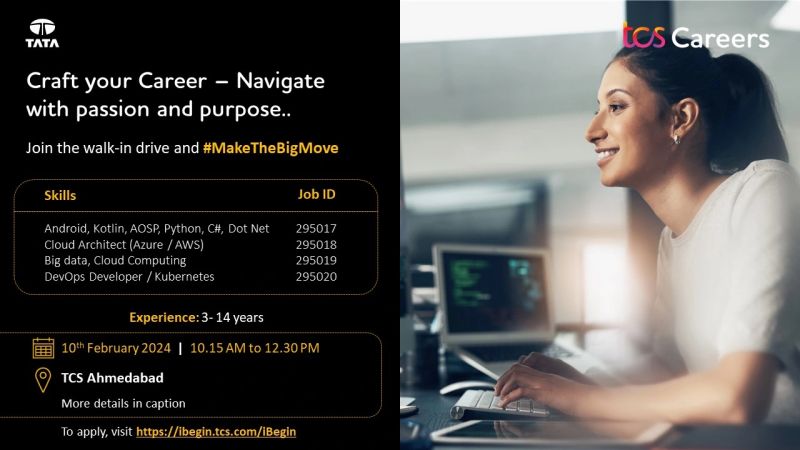 TATA
tcs Careers
Craft your Career – Navigate
with passion and purpose..
Join the walk-in drive and #MakeTheBigMove
Skills Job ID
Android, Kotlin, AOSP, Python, C#, Dot Net 295017
Cloud Architect (Azure / AWS) 295018
Big data, Cloud Computing 295019
DevOps Developer / Kubernetes 295020
Experience: 3- 14 years
10th February 2024 | 10.15 AM to 12.30 PM
TCS Ahmedabad
More details in caption
To apply, visit https://ibegin.tcs.com/iBegin